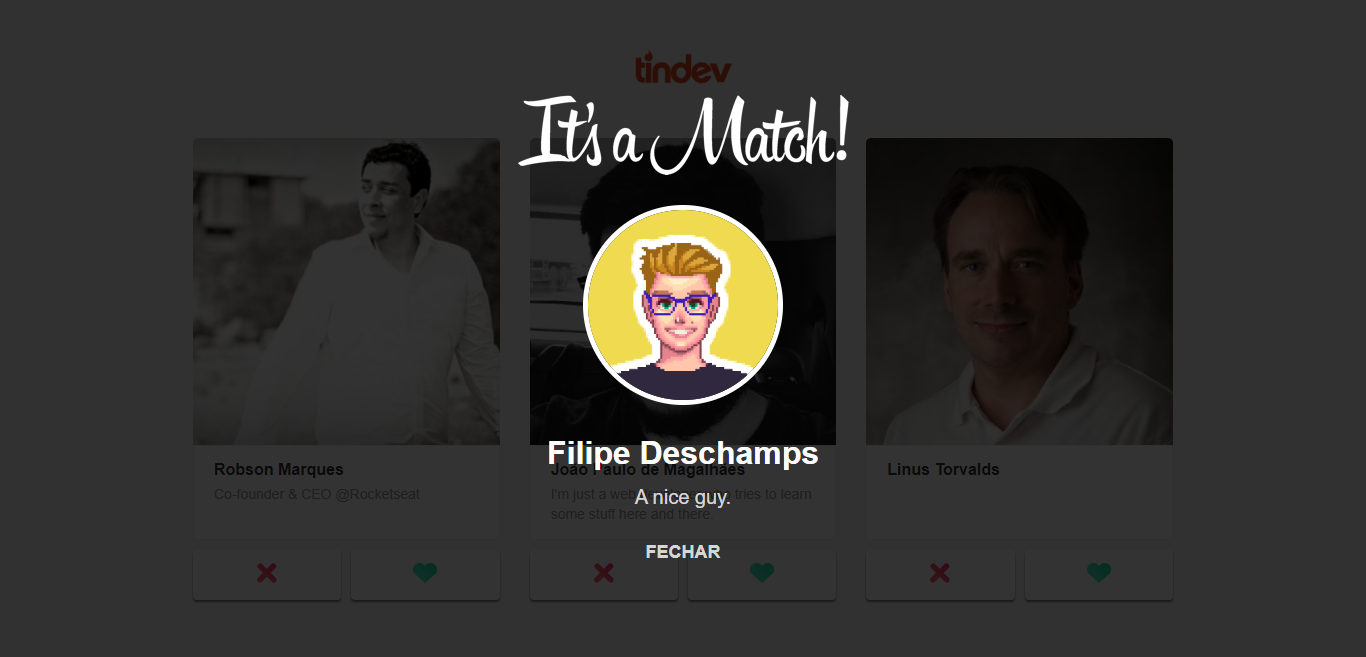 tindev
It's a Match!
Filipe Deschamps
A nice guy.
FECHAR
Robson Marques
Co-founder & CEO @Rocketseat
João Paulo de Magalhães
I'm just a web tries to learn
some stuff here and there
Linus Torvalds